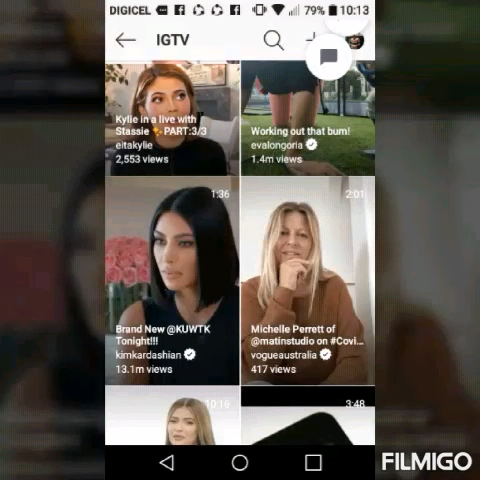 DIGICEL 79% 10:13
IGTV
Kylie in a live with
Stassie ✨PART:3/3
eitakylie
2,553 views
Working out that bum!
evalongoria
1.4m views
1:36
Brand New @KUWTK
Tonight!!!
kimkardashian
13.1m views
2:01
Michelle Perrett of
@matinstudio on #Covi...
vogueaustralia
417 views
10:16
3:48
FILMIGO